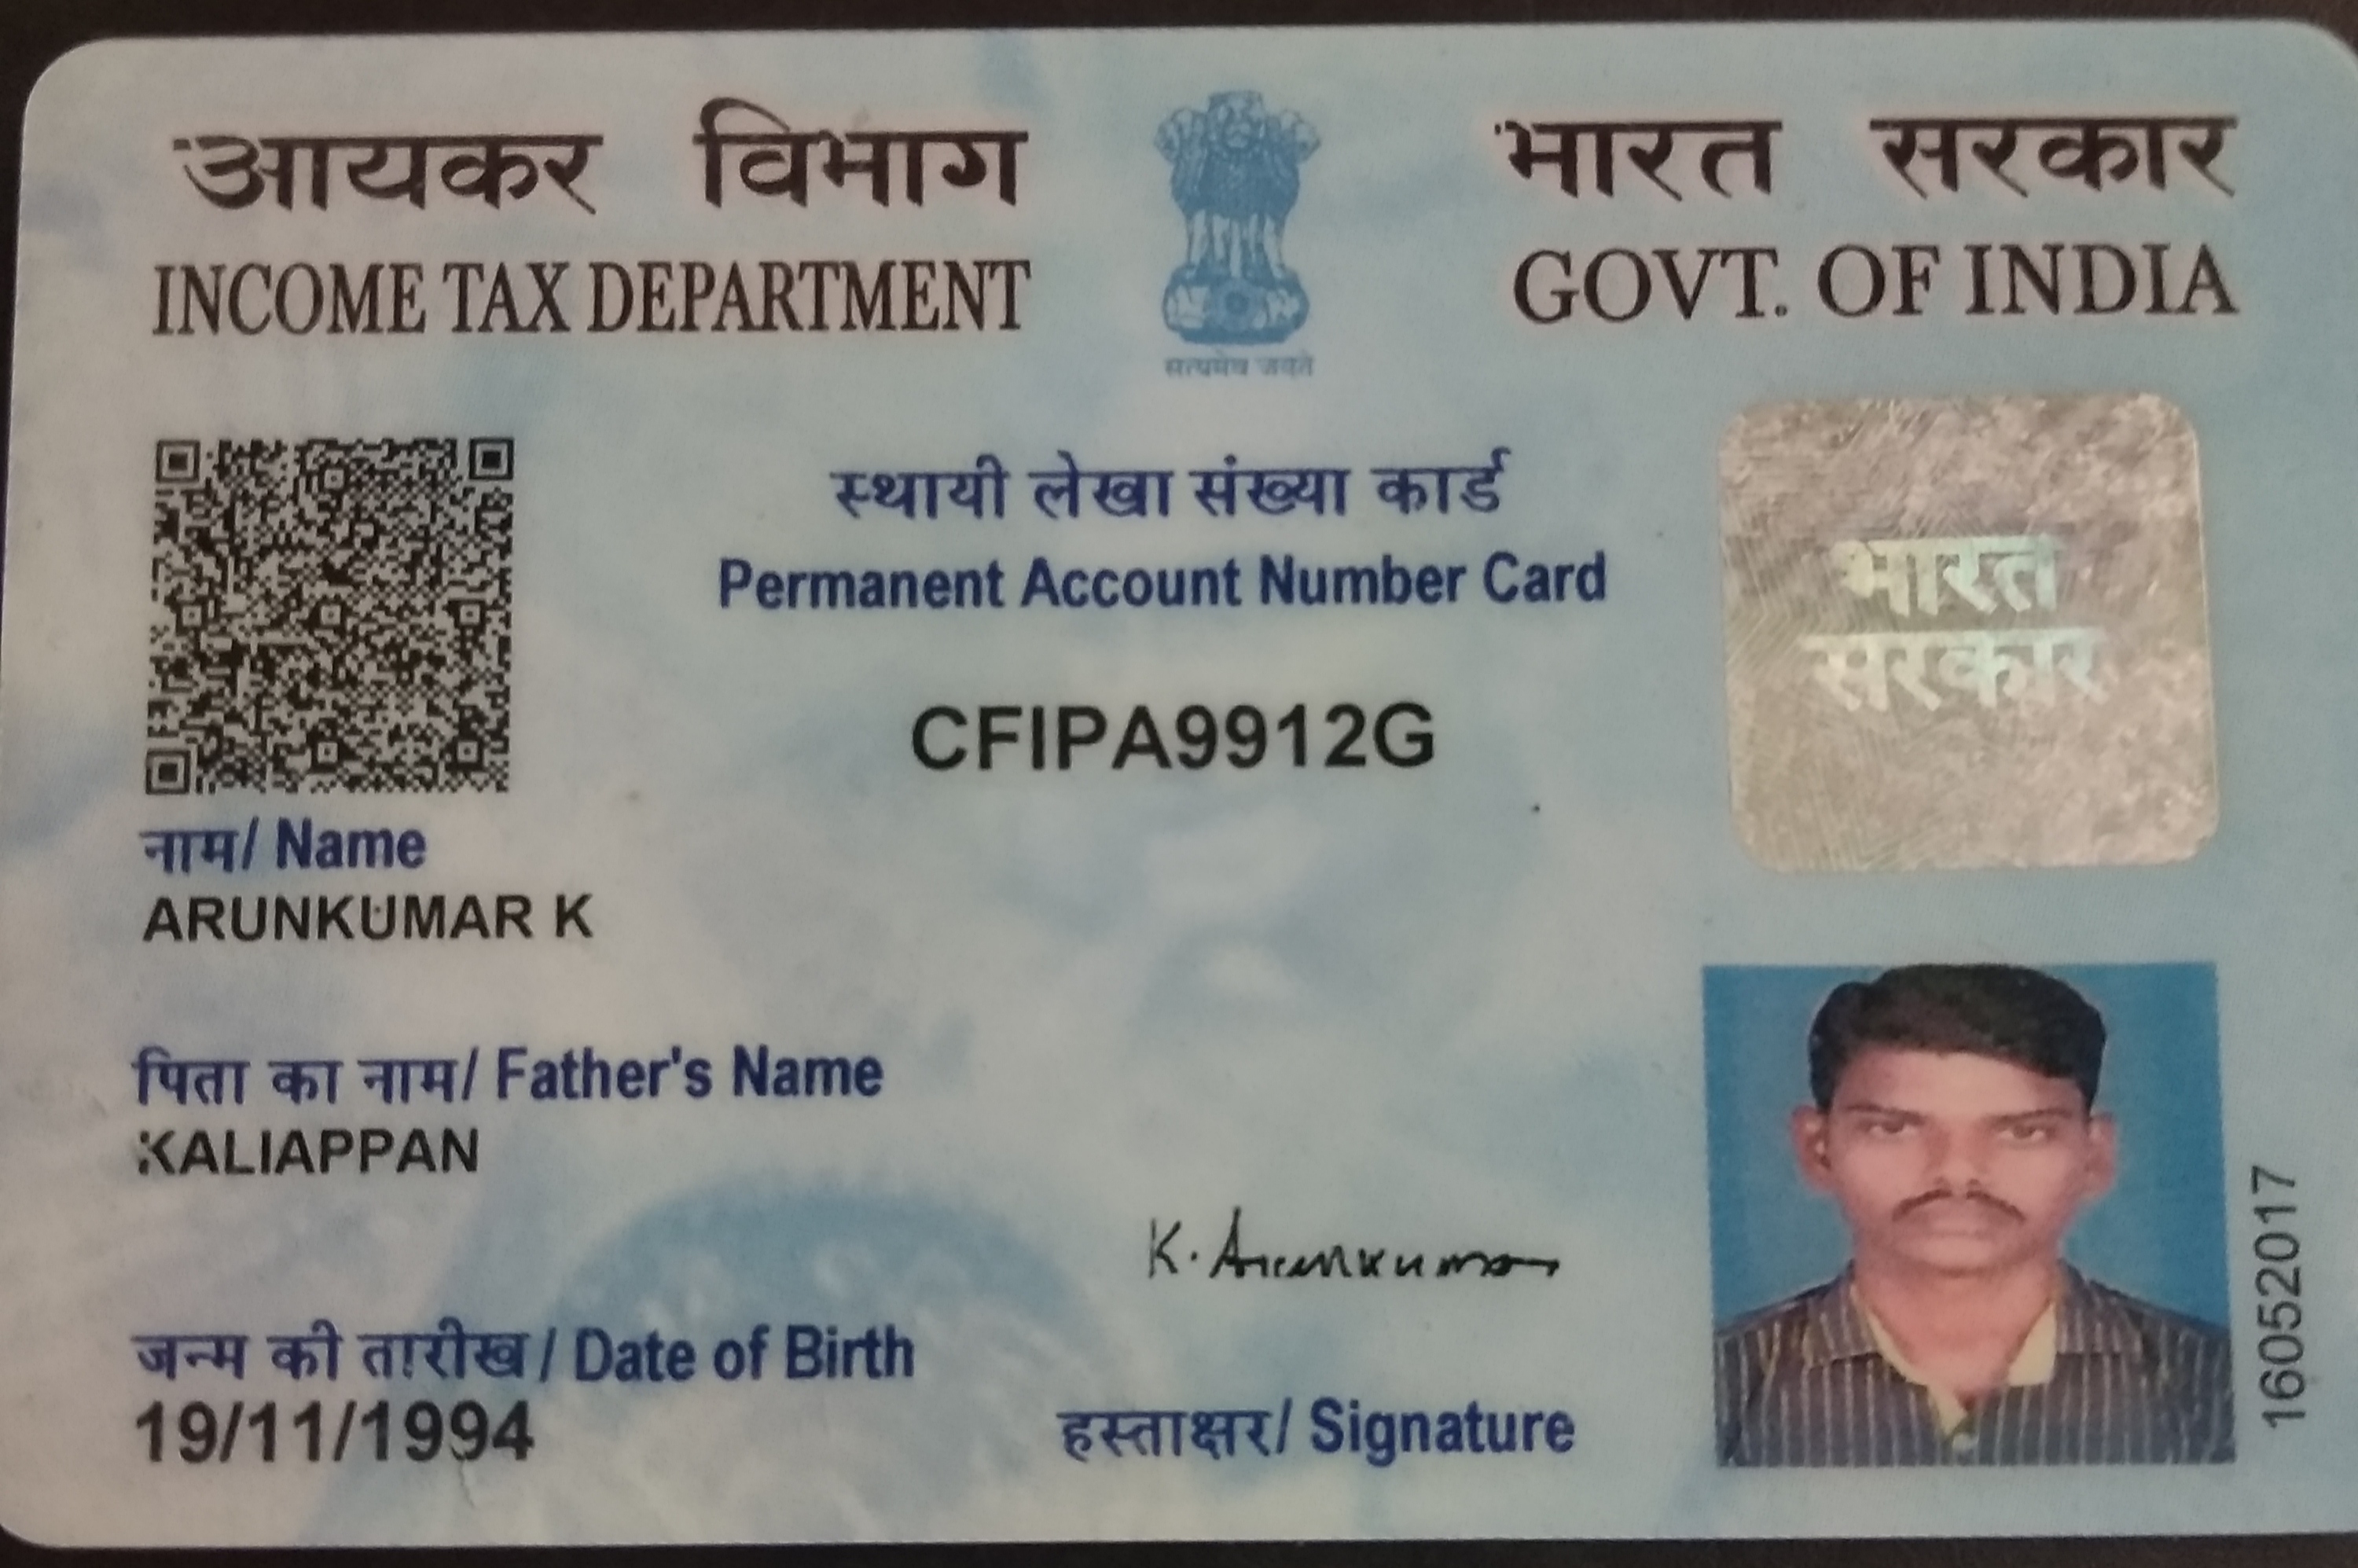 आयकर विभाग
INCOME TAX DEPARTMENT
सत्यमेव जयते
भारत सरकार
GOVT. OF INDIA
स्थायी लेखा संख्या कार्ड
Permanent Account Number Card
CFIPA9912G
भारत
सरकार
नाम/ Name
ARUNKUMAR K
पिता का नाम/ Father's Name
KALIAPPAN
जन्म की तारीख/ Date of Birth
19/11/1994
K. Arunkumar
हस्ताक्षर/ Signature
16052017